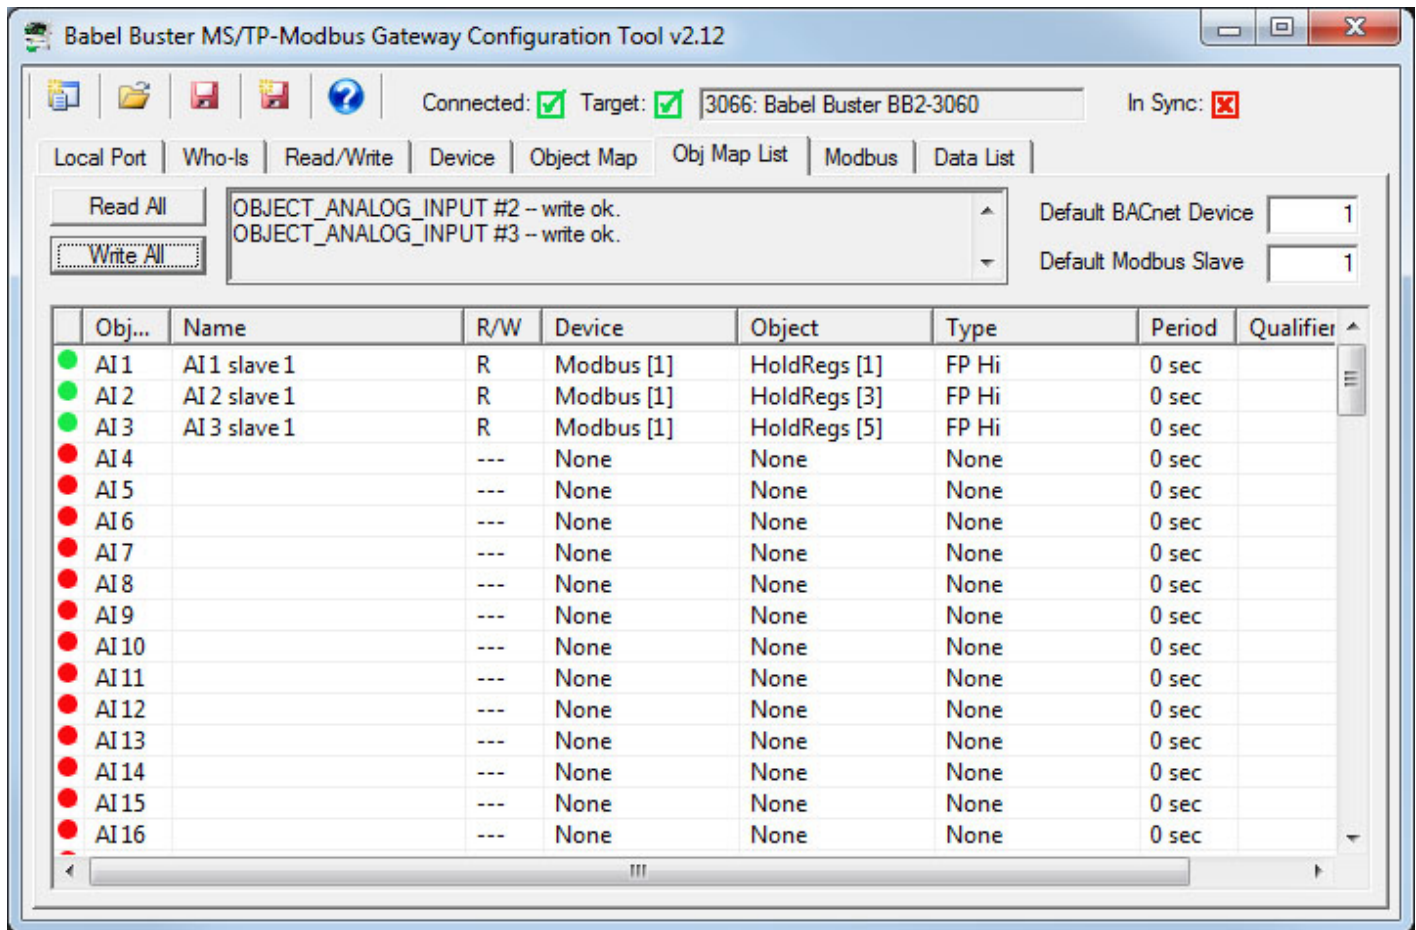 Babel Buster MS/TP-Modbus Gateway Configuration Tool v2.12
Connected: Target: 3066: Babel Buster BB2-3060 In Sync:
Local Port Who-Is Read/Write Device Object Map Obj Map List Modbus Data List
Read All
OBJECT_ANALOG_INPUT #2 -- write ok.
Default BACnet Device 1
OBJECT_ANALOG_INPUT #3 -- write ok.
Write All
Default Modbus Slave 1
Obj... Name R/W Device Object Type Period Qualifier
AI 1 AI 1 slave 1 R Modbus [1] HoldRegs [1] FP Hi 0 sec
AI 2 AI 2 slave 1 R Modbus [1] HoldRegs [3] FP Hi 0 sec
AI 3 AI 3 slave 1 R Modbus [1] HoldRegs [5] FP Hi 0 sec
AI 4 --- None None None 0 sec
AI 5 --- None None None 0 sec
AI 6 --- None None None 0 sec
AI 7 --- None None None 0 sec
AI 8 --- None None None 0 sec
AI 9 --- None None None 0 sec
AI 10 --- None None None 0 sec
AI 11 --- None None None 0 sec
AI 12 --- None None None 0 sec
AI 13 --- None None None 0 sec
AI 14 --- None None None 0 sec
AI 15 --- None None None 0 sec
AI 16 --- None None None 0 sec